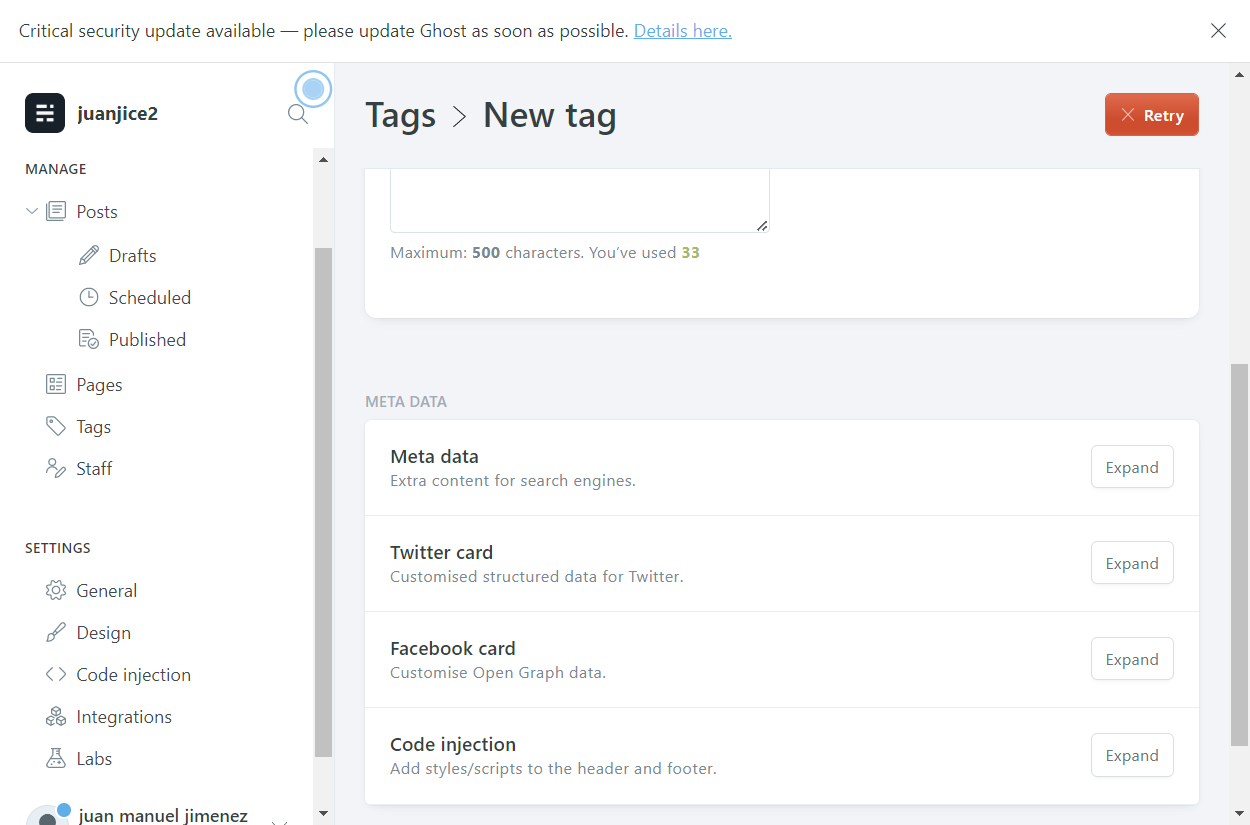 Critical security update available — please update Ghost as soon as possible. Details here.
juanjice2
MANAGE
Posts
Drafts
Scheduled
Published
Pages
Tags
Staff
SETTINGS
General
Design
Code injection
Integrations
Labs
juan manuel jimenez
Tags > New tag
Retry
Maximum: 500 characters. You’ve used 33
META DATA
Meta data
Extra content for search engines.
Expand
Twitter card
Customised structured data for Twitter.
Expand
Facebook card
Customise Open Graph data.
Expand
Code injection
Add styles/scripts to the header and footer.
Expand